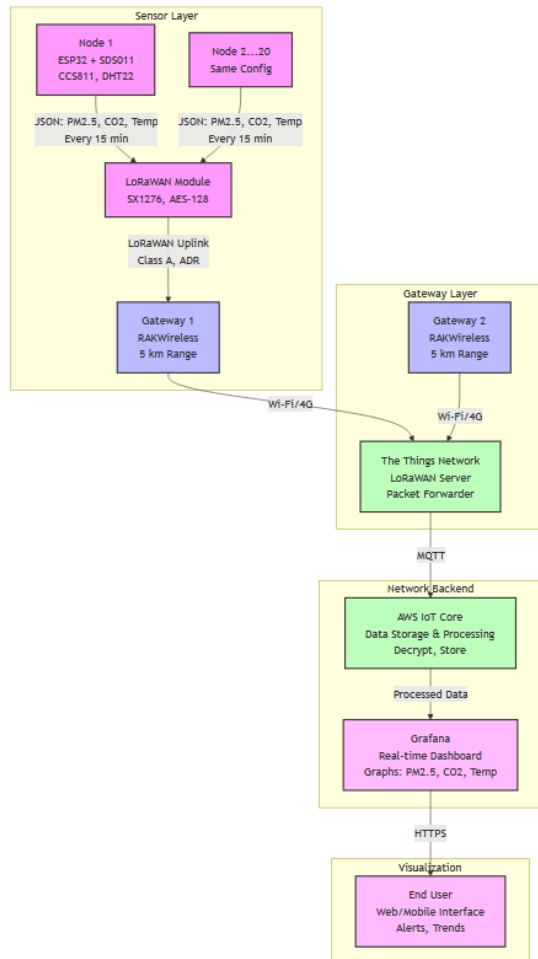 Sensor Layer
Node 1
ESP32 + SDS011
CCS811, DHT22
Node 2...20
Same Config
JSON: PM2.5, CO2, Temp
Every 15 min
JSON: PM2.5, CO2, Temp
Every 15 min
LoRaWAN Module
SX1276, AES-128
LoRaWAN Uplink
Class A, ADR
Gateway 1
RAKWireless
5 km Range
Gateway Layer
Gateway 2
RAKWireless
5 km Range
Wi-Fi/4G
Wi-Fi/4G
The Things Network
LoRaWAN Server
Packet Forwarder
MQTT
Network Backend
AWS IoT Core
Data Storage & Processing
Decrypt, Store
Processed Data
Grafana
Real-time Dashboard
Graphs: PM2.5, CO2, Temp
HTTPS
Visualization
End User
Web/Mobile Interface
Alerts, Trends